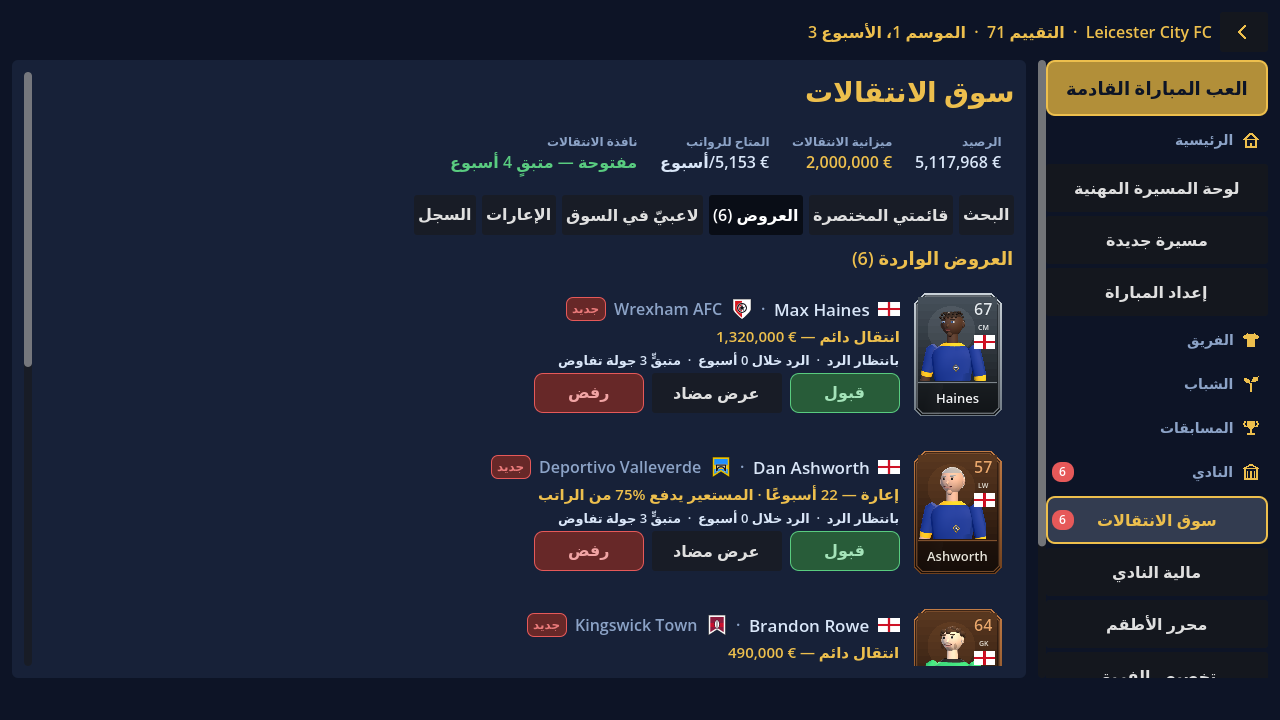 Leicester City FC · التقييم 71 · الموسم 1، الأسبوع 3
العب المباراة القادمة
الرئيسية
لوحة المسيرة المهنية
مسيرة جديدة
إعداد المباراة
الفريق
الشباب
المسابقات
النادي 6
سوق الانتقالات 6
مالية النادي
محرر الأطقم
سوق الانتقالات
الرصيد
5,117,968 €
ميزانية الانتقالات
2,000,000 €
المتاح للرواتب
5,153 €/أسبوع
نافذة الانتقالات
مفتوحة — متبقٍ 4 أسبوع
البحث
قائمتي المختصرة
العروض (6)
لاعبيّ في السوق
الإعارات
السجل
العروض الواردة (6)
67
CM
Haines
Max Haines · Wrexham AFC جديد
انتقال دائم — € 1,320,000
بانتظار الرد · الرد خلال 0 أسبوع · متبقٍّ 3 جولة تفاوض
قبول
عرض مضاد
رفض
57
LW
Ashworth
Dan Ashworth · Deportivo Valleverde جديد
إعارة — 22 أسبوعًا · المستعير يدفع 75% من الراتب
بانتظار الرد · الرد خلال 0 أسبوع · متبقٍّ 3 جولة تفاوض
قبول
عرض مضاد
رفض
64
GK
Brandon Rowe · Kingswick Town جديد
انتقال دائم — € 490,000